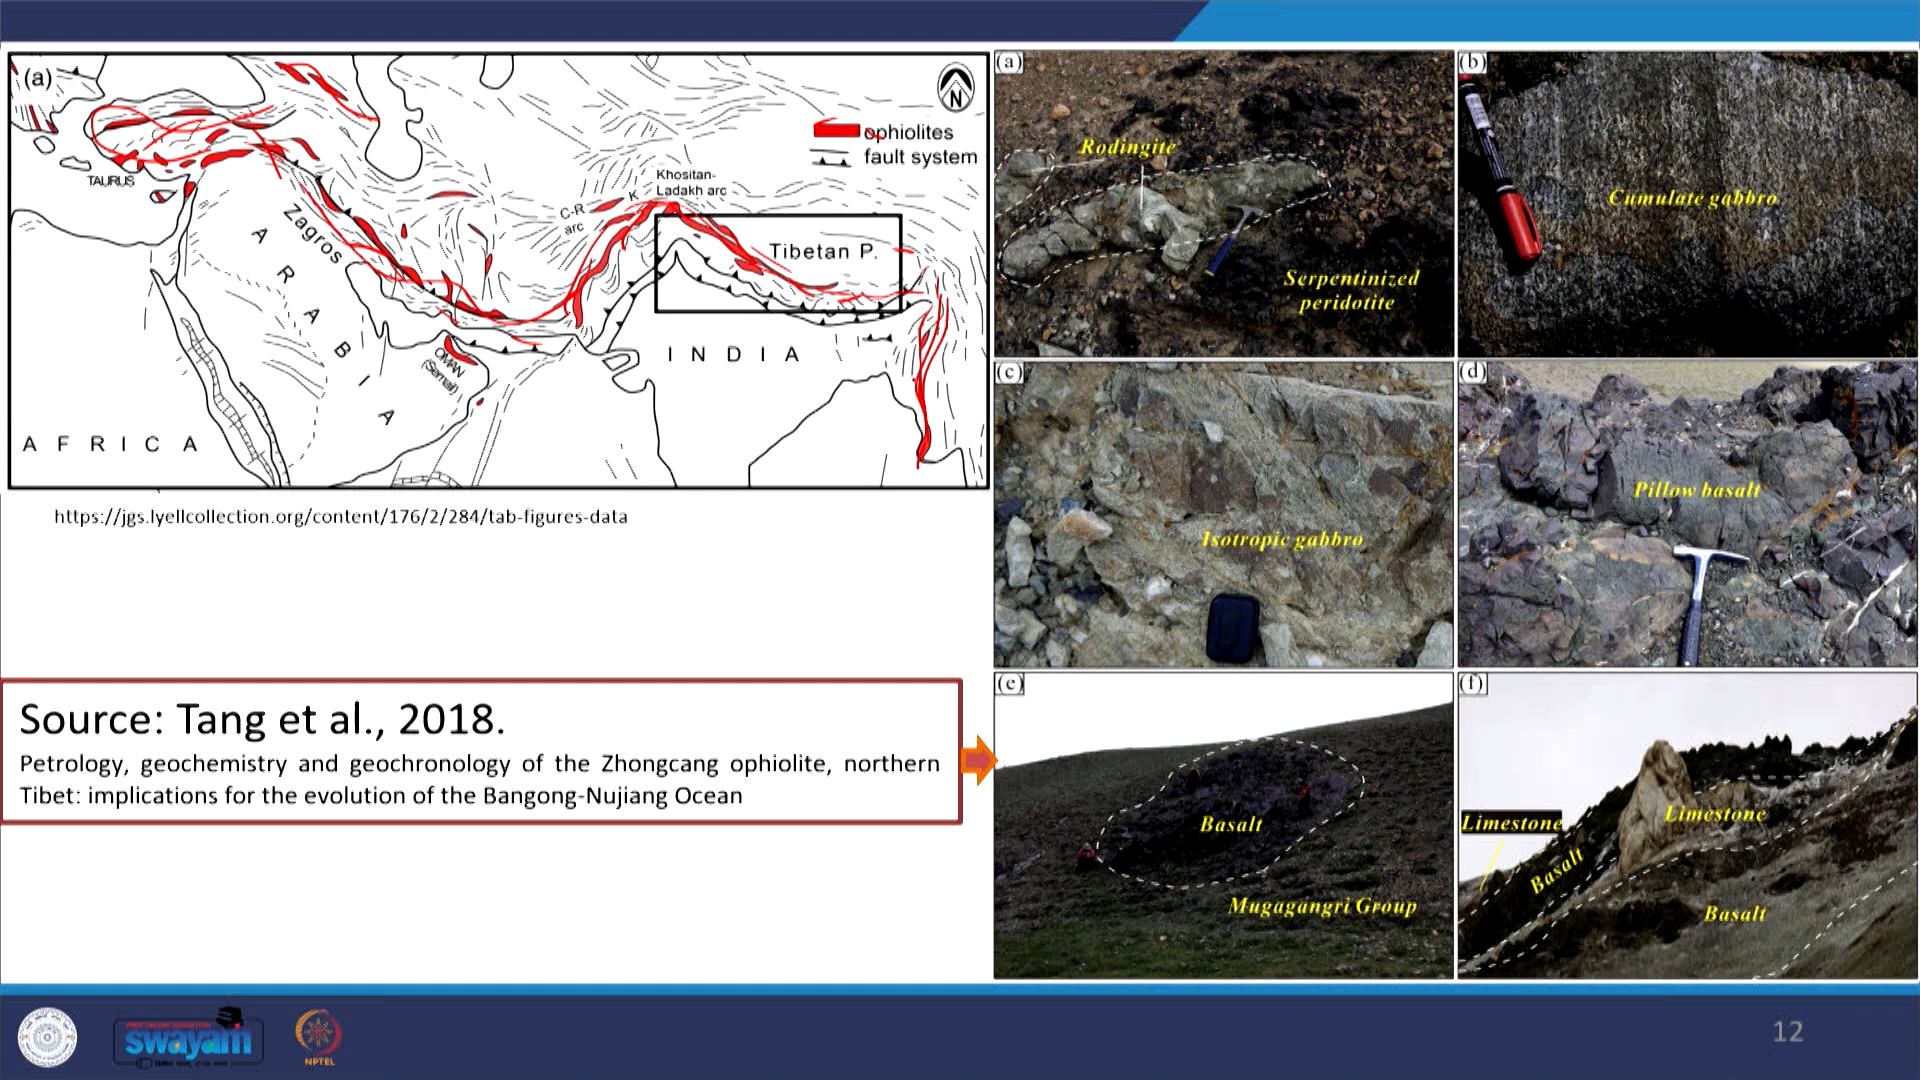 (a)
N
ophiolites
fault system
TAURUS
Zagros
A R A B I A
C-R
arc
K
Khositan-
Ladakh arc
Tibetan P.
OMAN
(Semail)
I N D I A
A F R I C A
https://jgs.lyellcollection.org/content/176/2/284/tab-figures-data
Source: Tang et al., 2018.
Petrology, geochemistry and geochronology of the Zhongcang ophiolite, northern
Tibet: implications for the evolution of the Bangong-Nujiang Ocean
(a)
Rodingite
Serpentinized
peridotite
(b)
Cumulate gabbro
(c)
Isotropic gabbro
(d)
Pillow basalt
(e)
Basalt
Mugagangri Group
(f)
Limestone
Limestone
Basalt
Basalt
swayam
NPTEL
12